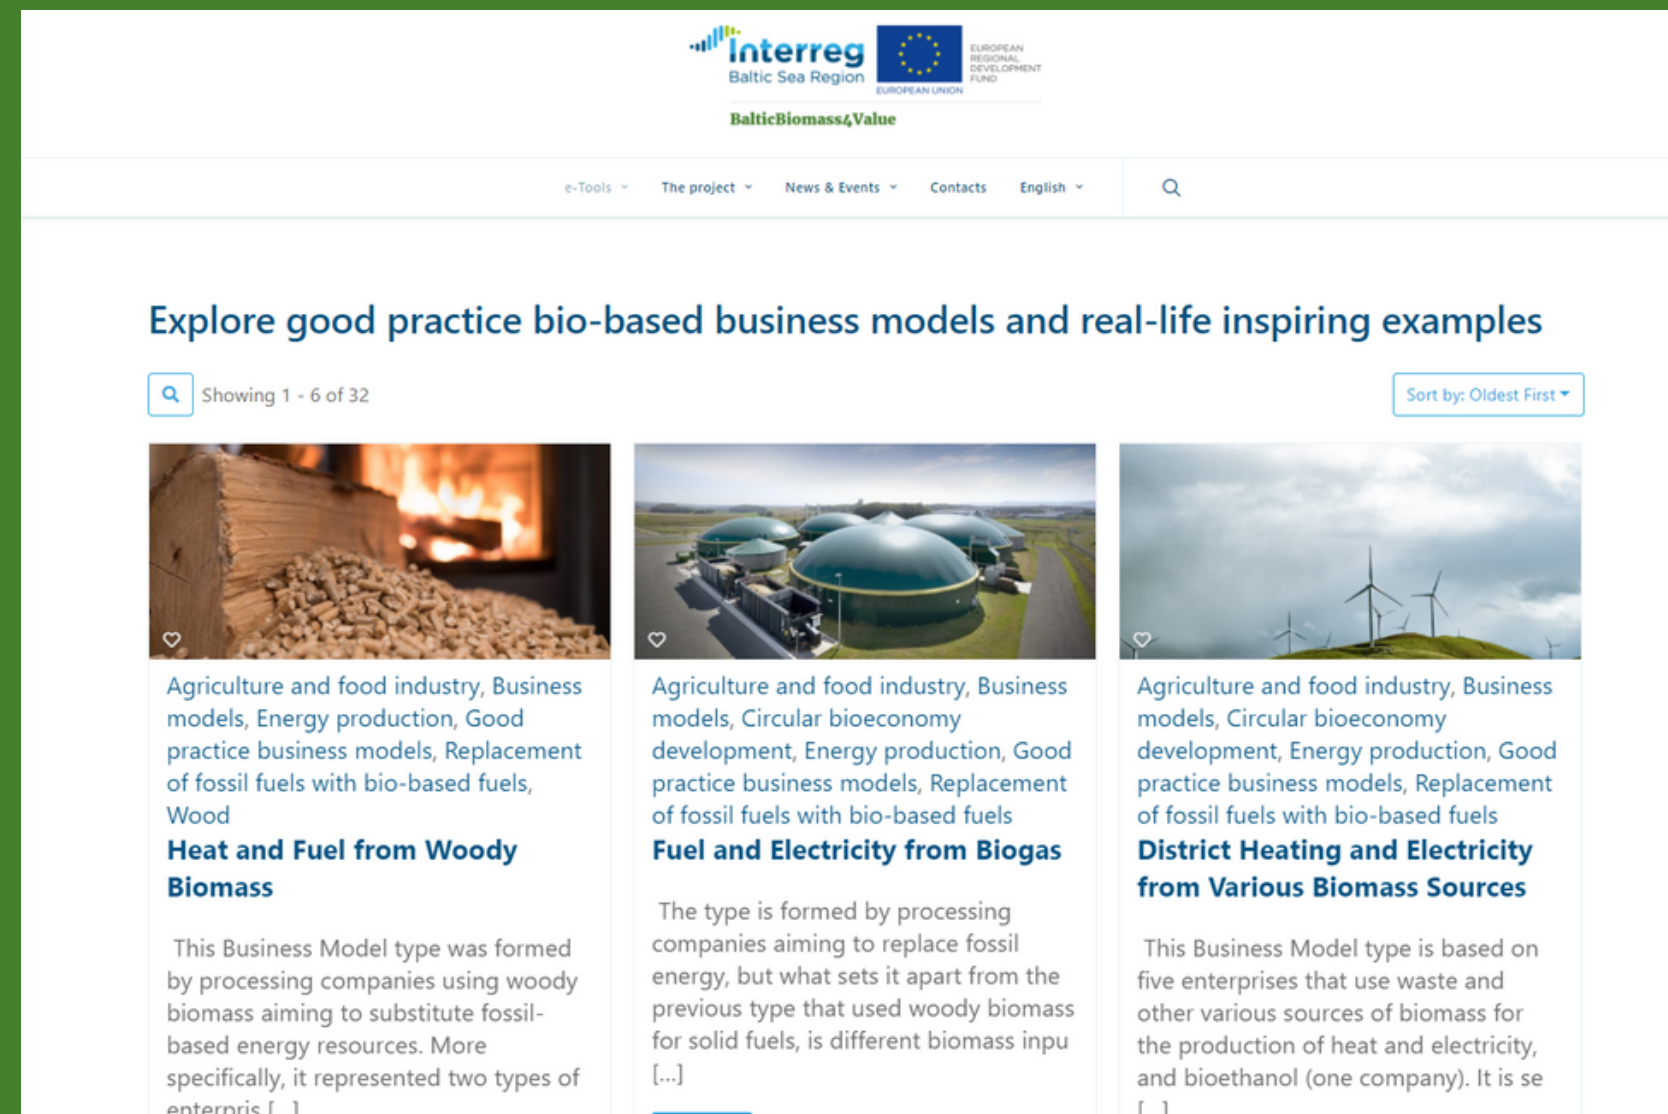 Interreg
Baltic Sea Region
EUROPEAN UNION
EUROPEAN
REGIONAL
DEVELOPMENT
FUND
BalticBiomass4Value
e-Tools
The project
News & Events
Contacts
English
Explore good practice bio-based business models and real-life inspiring examples
Showing 1 - 6 of 32
Sort by: Oldest First
Agriculture and food industry, Business
models, Energy production, Good
practice business models, Replacement
of fossil fuels with bio-based fuels,
Wood
Heat and Fuel from Woody
Biomass
This Business Model type was formed
by processing companies using woody
biomass aiming to substitute fossil-
based energy resources. More
specifically, it represented two types of
enterpris [...]
Agriculture and food industry, Business
models, Circular bioeconomy
development, Energy production, Good
practice business models, Replacement
of fossil fuels with bio-based fuels
Fuel and Electricity from Biogas
The type is formed by processing
companies aiming to replace fossil
energy, but what sets it apart from the
previous type that used woody biomass
for solid fuels, is different biomass inpu
[...]
Agriculture and food industry, Business
models, Circular bioeconomy
development, Energy production, Good
practice business models, Replacement
of fossil fuels with bio-based fuels
District Heating and Electricity
from Various Biomass Sources
This Business Model type is based on
five enterprises that use waste and
other various sources of biomass for
the production of heat and electricity,
and bioethanol (one company). It is se
[...]